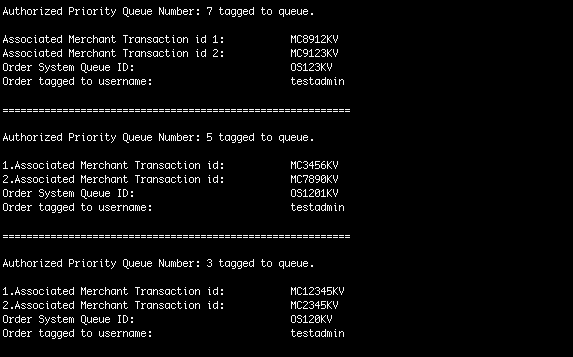 Authorized Priority Queue Number: 7 tagged to queue.
Associated Merchant Transaction id 1: MC8912KV
Associated Merchant Transaction id 2: MC9123KV
Order System Queue ID: OS123KV
Order tagged to username: testadmin
==========================================================
Authorized Priority Queue Number: 5 tagged to queue.
1.Associated Merchant Transaction id: MC3456KV
2.Associated Merchant Transaction id: MC7890KV
Order System Queue ID: OS1201KV
Order tagged to username: testadmin
==========================================================
Authorized Priority Queue Number: 3 tagged to queue.
1.Associated Merchant Transaction id: MC12345KV
2.Associated Merchant Transaction id: MC2345KV
Order System Queue ID: OS120KV
Order tagged to username: testadmin